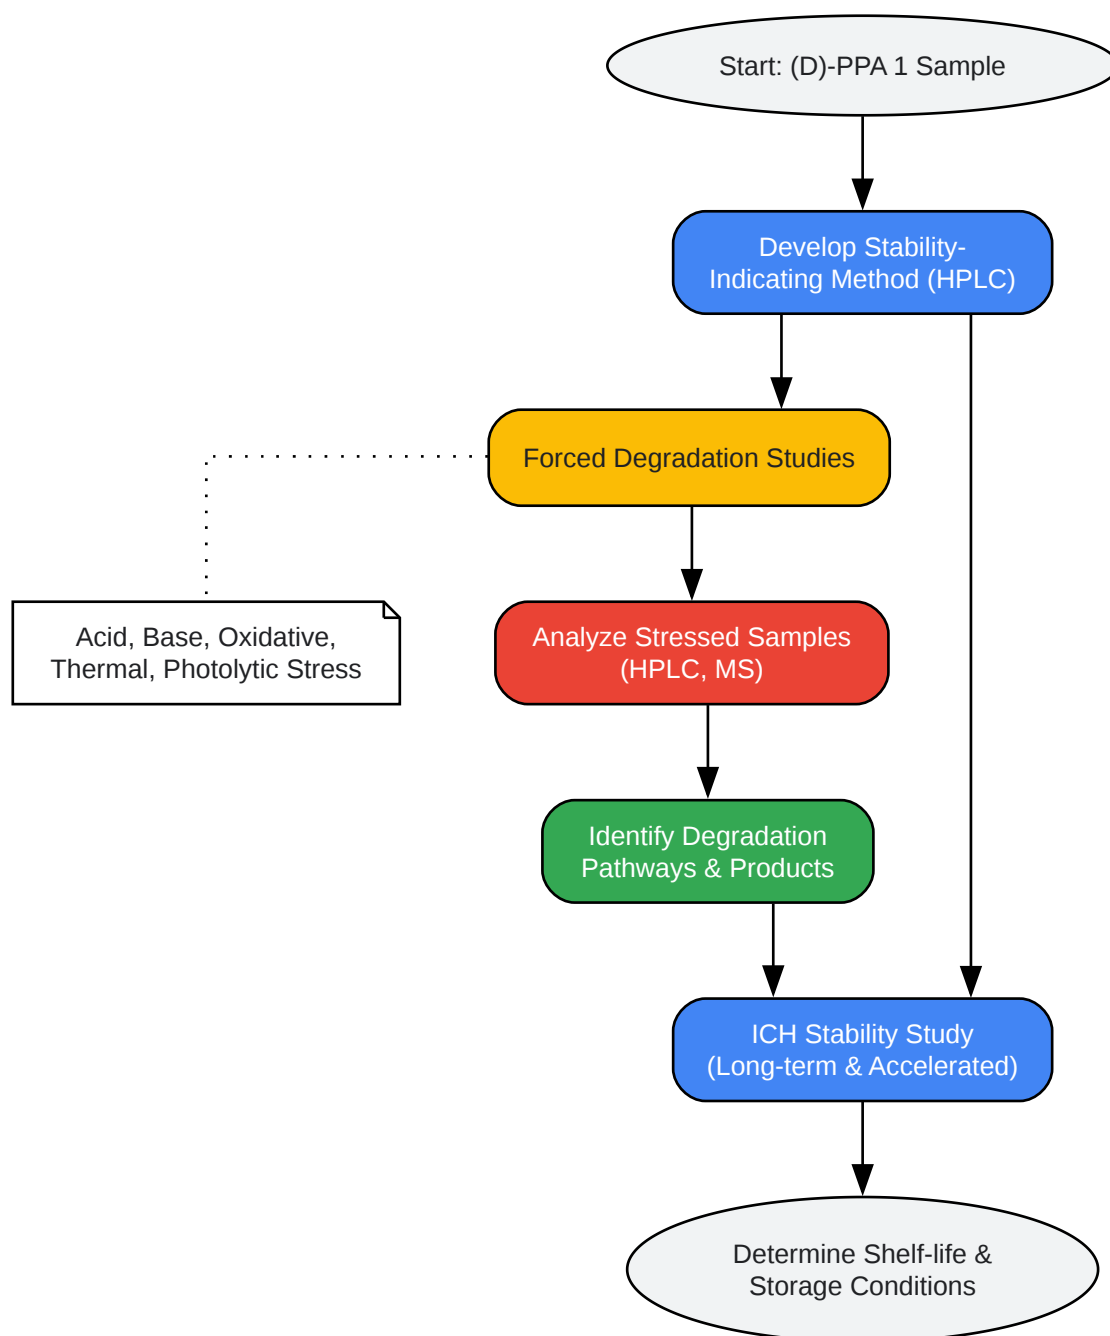 Start: (D)-PPA 1 Sample
Develop Stability-
Indicating Method (HPLC)
Forced Degradation Studies
Acid, Base, Oxidative,
Thermal, Photolytic Stress
Analyze Stressed Samples
(HPLC, MS)
Identify Degradation
Pathways & Products
ICH Stability Study
(Long-term & Accelerated)
Determine Shelf-life &
Storage Conditions